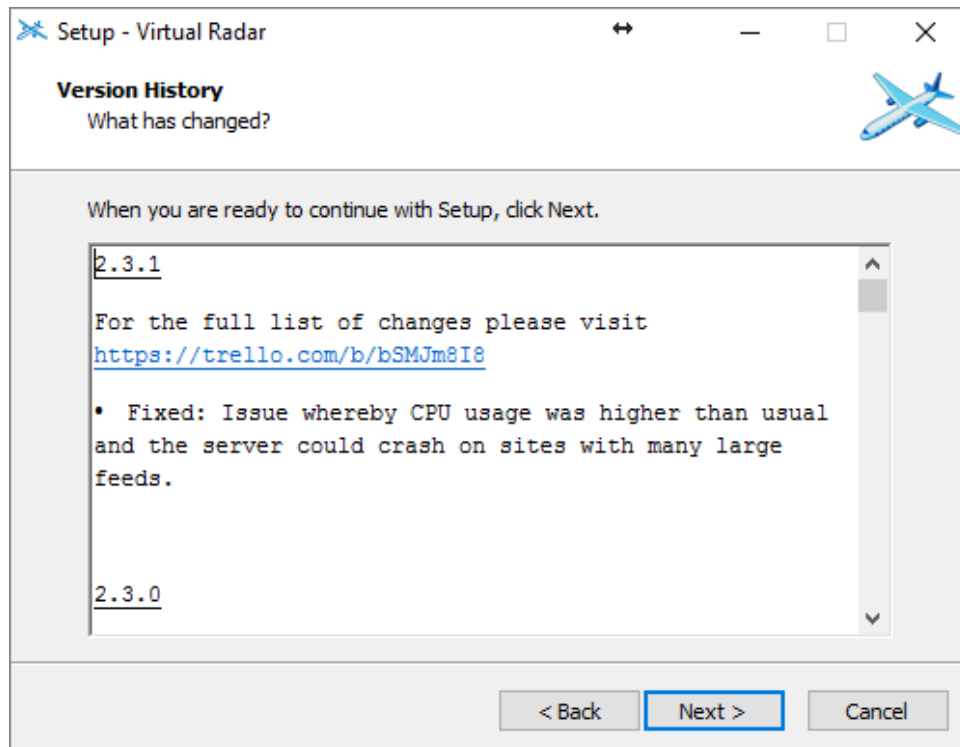 Setup - Virtual Radar
Version History
What has changed?
When you are ready to continue with Setup, click Next.
2.3.1
For the full list of changes please visit
https://trello.com/b/bSMJm8I8
• Fixed: Issue whereby CPU usage was higher than usual
and the server could crash on sites with many large
feeds.
2.3.0
< Back
Next >
Cancel